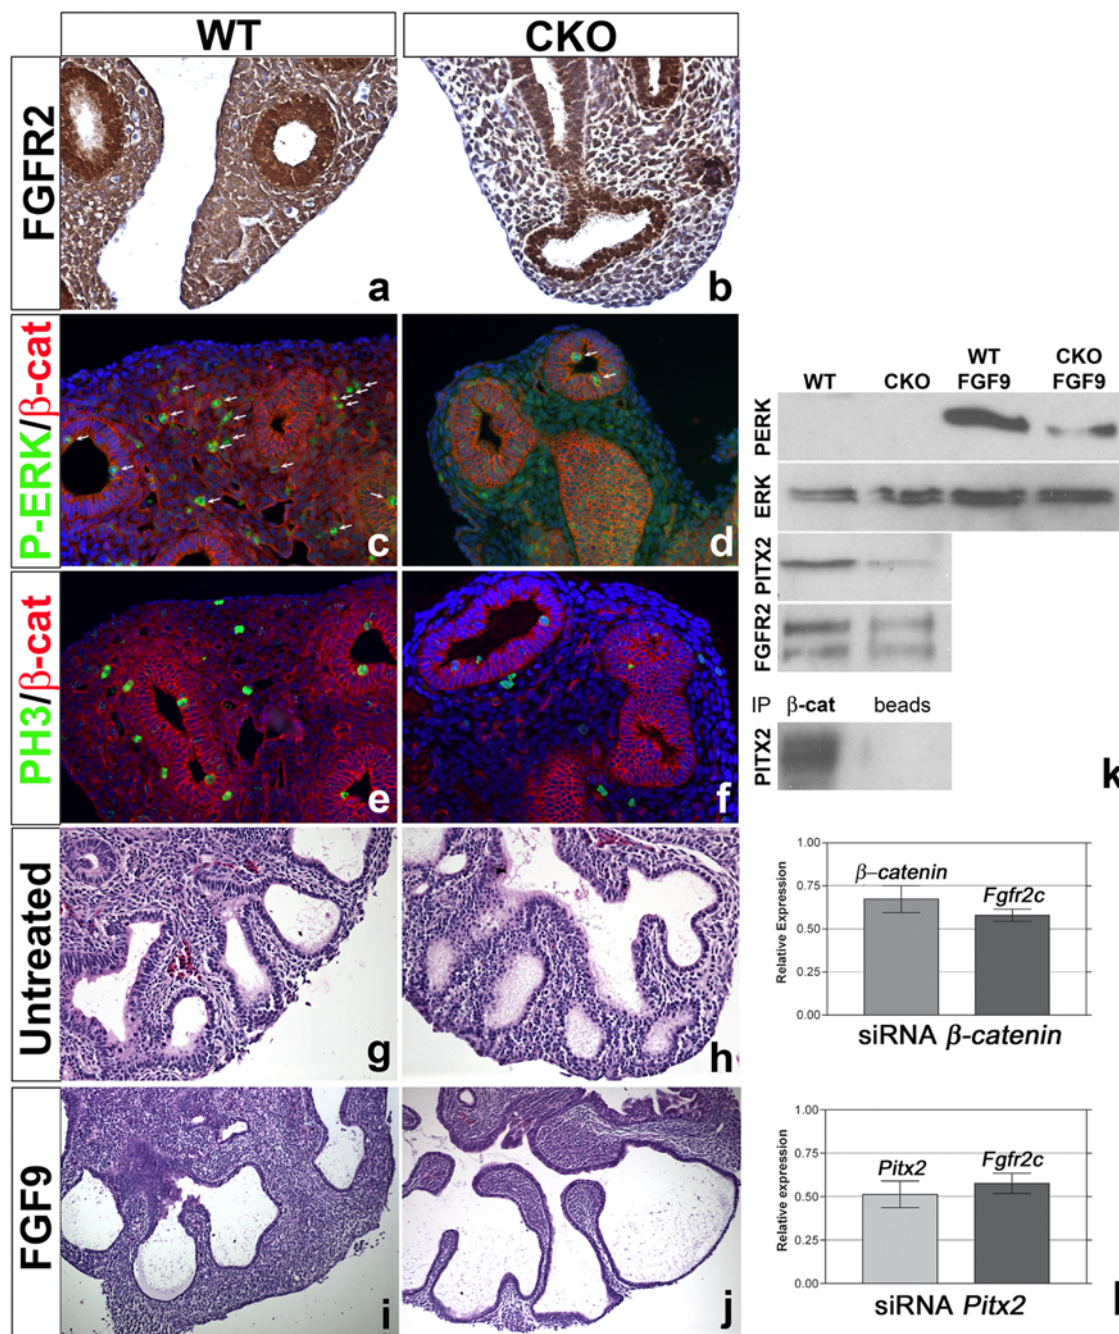 WT
CKO
FGFR2
a
b
P-ERK/β-cat
c
d
PH3/β-cat
e
f
Untreated
g
h
FGF9
i
j
WT
CKO
WT
FGF9
CKO
FGF9
PERK
ERK
PITX2
FGFR2
IP β-cat beads
PITX2
k
1.00
0.75
0.50
0.25
0.00
Relative Expression
β-catenin
Fgfr2c
siRNA β-catenin
1.00
0.75
0.50
0.25
0.00
Relative expression
Pitx2
Fgfr2c
siRNA Pitx2